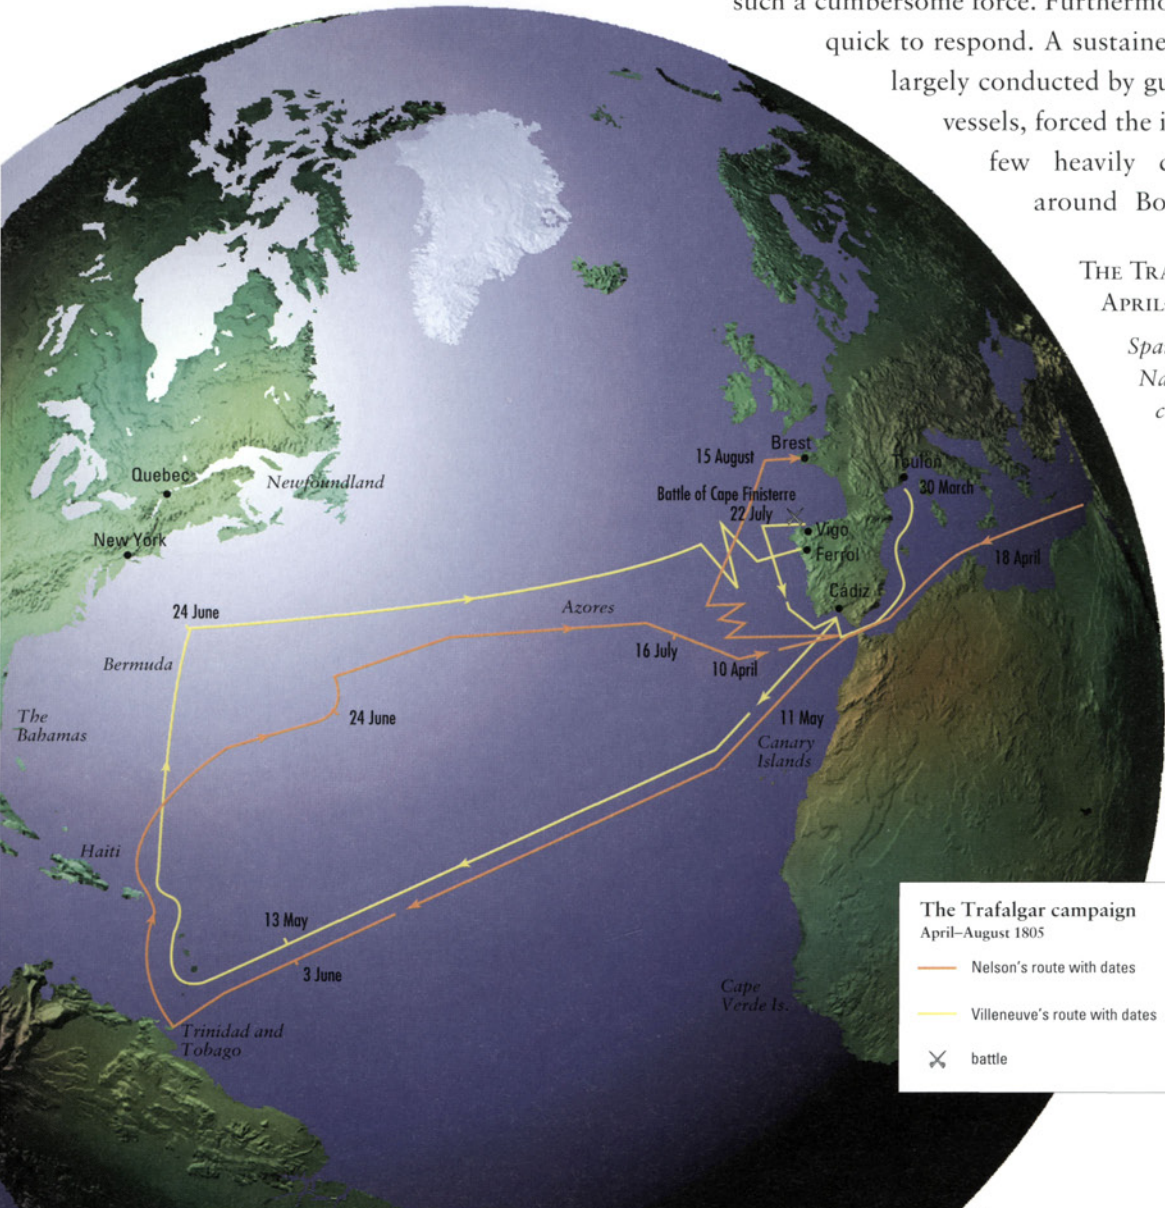 such a cumbersome force. Furthermo
quick to respond. A sustaine
largely conducted by gu
vessels, forced the i
few heavily c
around Bo
THE TRA
APRIL
Spa
Na
c
Brest
15 August
Toulon
30 March
Quebec
Newfoundland
Battle of Cape Finisterre
22 July
Vigo
New York
Ferrol
18 April
Cádiz
24 June
Azores
Bermuda
16 July
10 April
The
Bahamas
24 June
11 May
Canary
Islands
Haiti
13 May
3 June
Cape
Verde Is.
Trinidad and
Tobago
The Trafalgar campaign
April–August 1805
Nelson's route with dates
Villeneuve's route with dates
battle